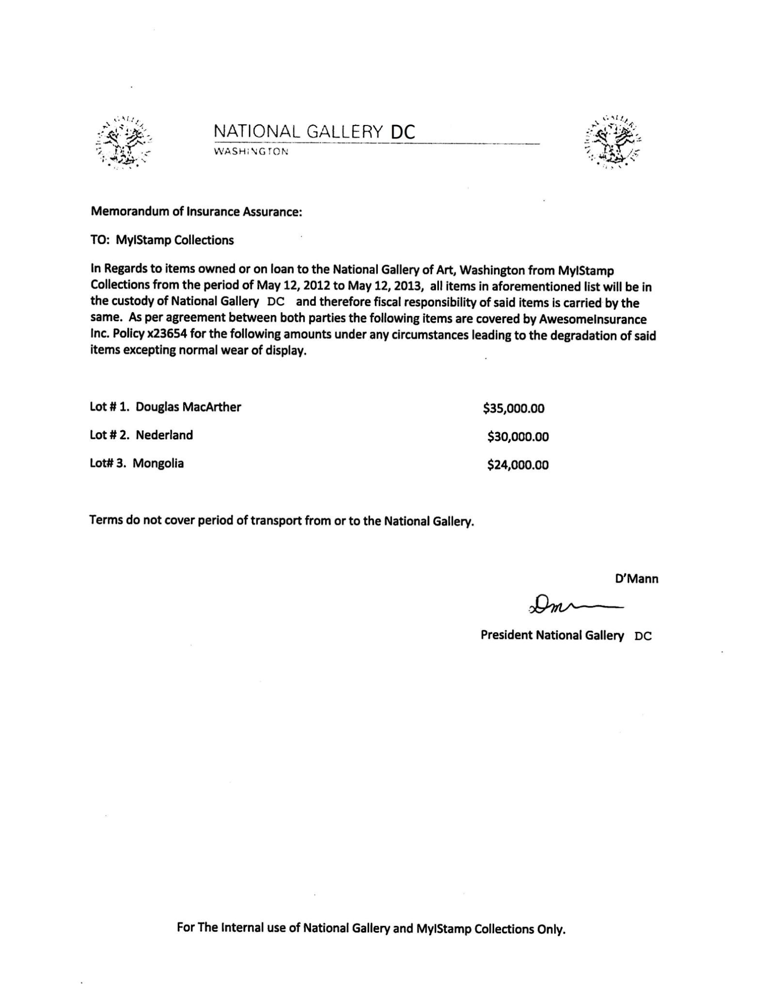 NATIONAL GALLERY DC
WASHINGTON
Memorandum of Insurance Assurance:
TO: MyIStamp Collections
In Regards to items owned or on loan to the National Gallery of Art, Washington from MyIStamp
Collections from the period of May 12, 2012 to May 12, 2013, all items in aforementioned list will be in
the custody of National Gallery DC and therefore fiscal responsibility of said items is carried by the
same. As per agreement between both parties the following items are covered by AwesomeInsurance
Inc. Policy x23654 for the following amounts under any circumstances leading to the degradation of said
items excepting normal wear of display.
Lot # 1. Douglas MacArther $35,000.00
Lot # 2. Nederland $30,000.00
Lot# 3. Mongolia $24,000.00
Terms do not cover period of transport from or to the National Gallery.
D'Mann
President National Gallery DC
For The Internal use of National Gallery and MyIStamp Collections Only.